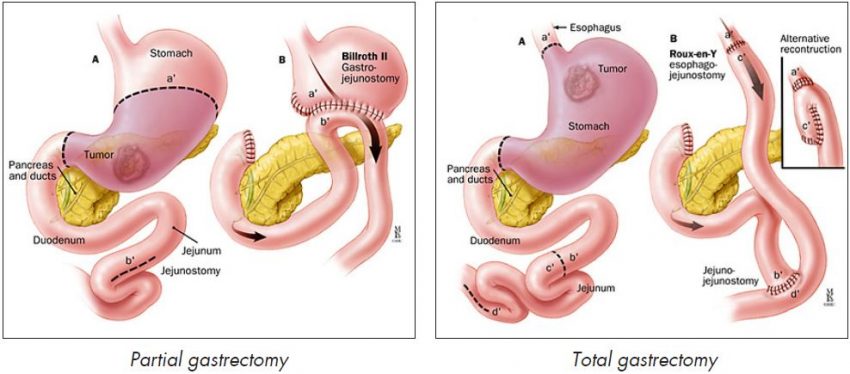 A
Stomach
a'
Tumor
Pancreas
and ducts
Duodenum
Jejunum
b'
Jejunostomy
B
Billroth II
Gastro-
jejunostomy
a'
b'
Partial gastrectomy
A
Esophagus
a'
Tumor
Stomach
Pancreas
and ducts
Duodenum
c'
b'
Jejunum
d'
B
Roux-en-Y
esophago-
jejunostomy
a'
c'
Jejuno-
jejunostomy
b'
d'
Alternative
recontruction
a'
c'
Total gastrectomy